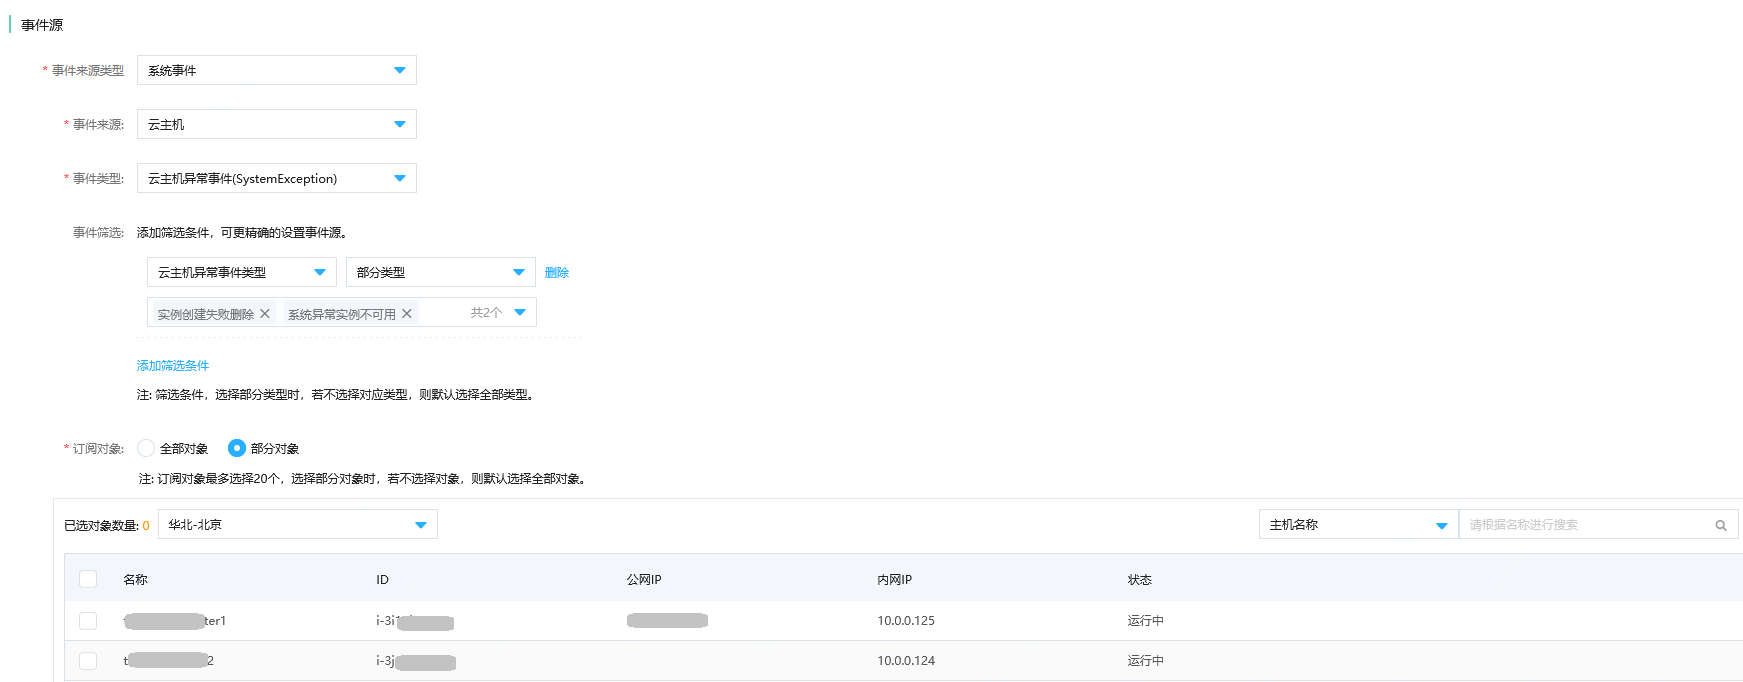 事件源
* 事件来源类型 系统事件
* 事件来源: 云主机
* 事件类型: 云主机异常事件(SystemException)
事件筛选: 添加筛选条件，可更精确的设置事件源。
云主机异常事件类型 部分类型 删除
实例创建失败删除 × 系统异常实例不可用 × 共2个
添加筛选条件
注: 筛选条件，选择部分类型时，若不选择对应类型，则默认选择全部类型。
* 订阅对象: 全部对象 部分对象
注: 订阅对象最多选择20个，选择部分对象时，若不选择对象，则默认选择全部对象。
已选对象数量: 0 华北-北京 主机名称 请根据名称进行搜索
名称 ID 公网IP 内网IP 状态
ter1 i-3i 10.0.0.125 运行中
t 2 i-3j 10.0.0.124 运行中